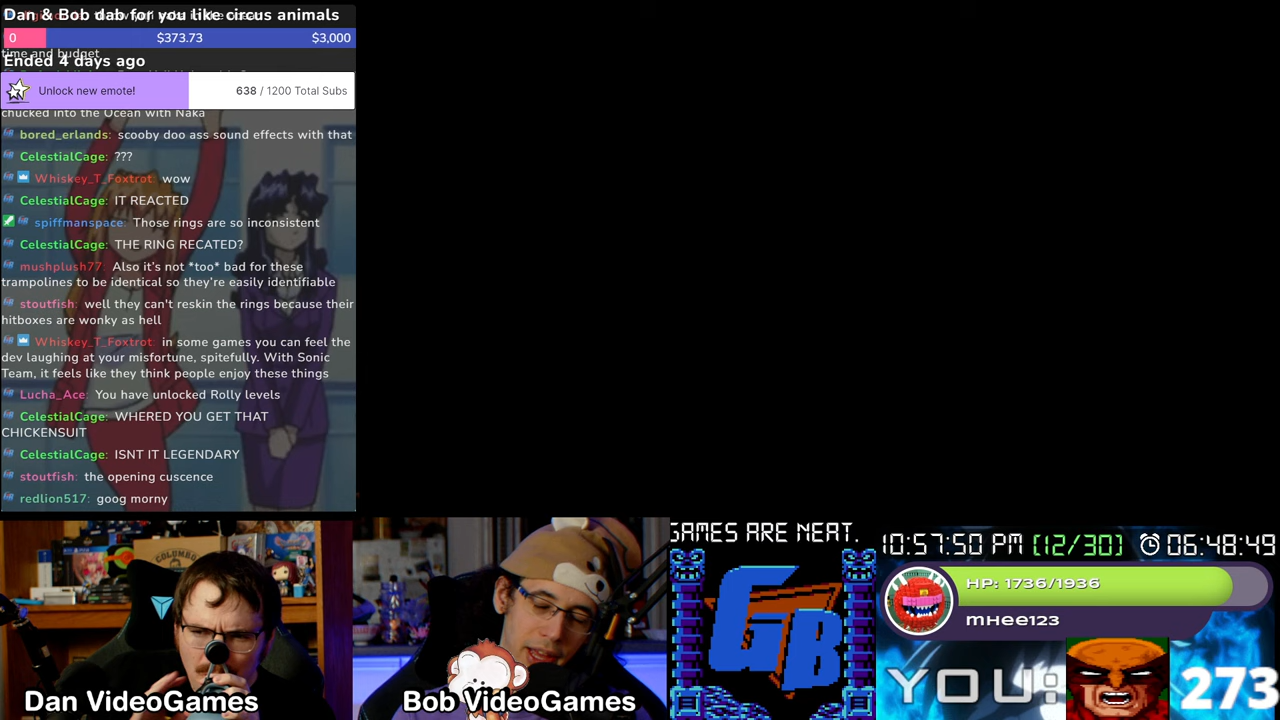 Dan & Bob dab for you like circus animals
0 $373.73 $3,000
time and budget
Ended 4 days ago
Unlock new emote! 638 / 1200 Total Subs
chucked into the Ocean with Naka
bored_erlands: scooby doo ass sound effects with that
CelestialCage: ???
Whiskey_T_Foxtrot: wow
CelestialCage: IT REACTED
spiffmanspace: Those rings are so inconsistent
CelestialCage: THE RING RECATED?
mushplush77: Also it's not *too* bad for these
trampolines to be identical so they're easily identifiable
stoutfish: well they can't reskin the rings because their
hitboxes are wonky as hell
Whiskey_T_Foxtrot: in some games you can feel the
dev laughing at your misfortune, spitefully. With Sonic
Team, it feels like they think people enjoy these things
Lucha_Ace: You have unlocked Rolly levels
CelestialCage: WHERED YOU GET THAT
CHICKENSUIT
CelestialCage: ISNT IT LEGENDARY
stoutfish: the opening cuscence
redlion517: goog morny
COLUMBO
Dan VideoGames
Bob VideoGames
GAMES ARE NEAT.
GB
10:57:50 PM [12/30] 06:48:49
HP: 1736/1936
mHee123
YOU: 273